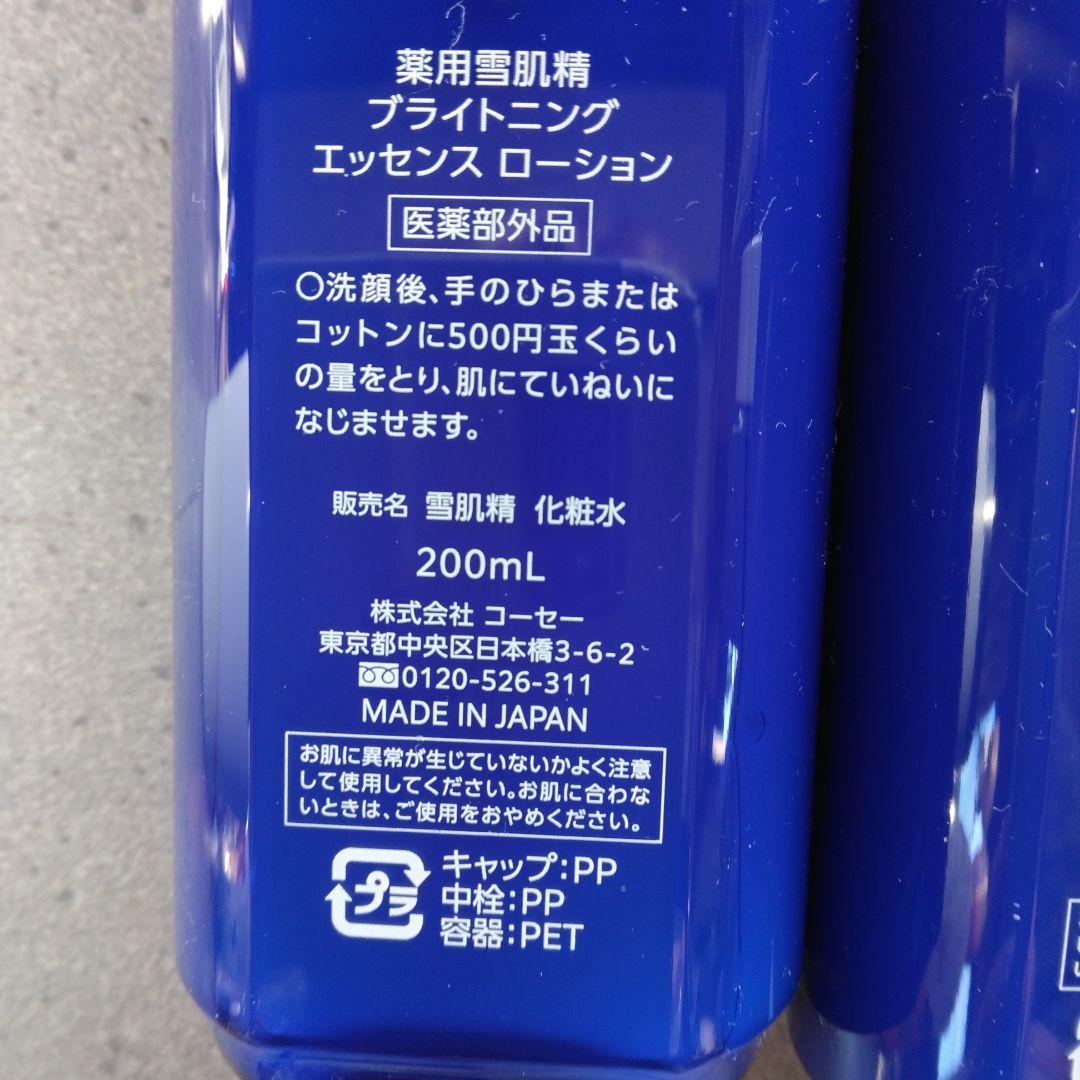 薬用雪肌精
ブライトニング
エッセンス ローション
医薬部外品
○洗顔後、手のひらまたは
コットンに500円玉くらい
の量をとり、肌にていねいに
なじませます。
販売名 雪肌精 化粧水
200mL
株式会社 コーセー
東京都中央区日本橋3-6-2
0120-526-311
MADE IN JAPAN
お肌に異常が生じていないかよく注意
して使用してください。お肌に合わな
いときは、ご使用をおやめください。
プラ
キャップ:PP
中栓:PP
容器:PET